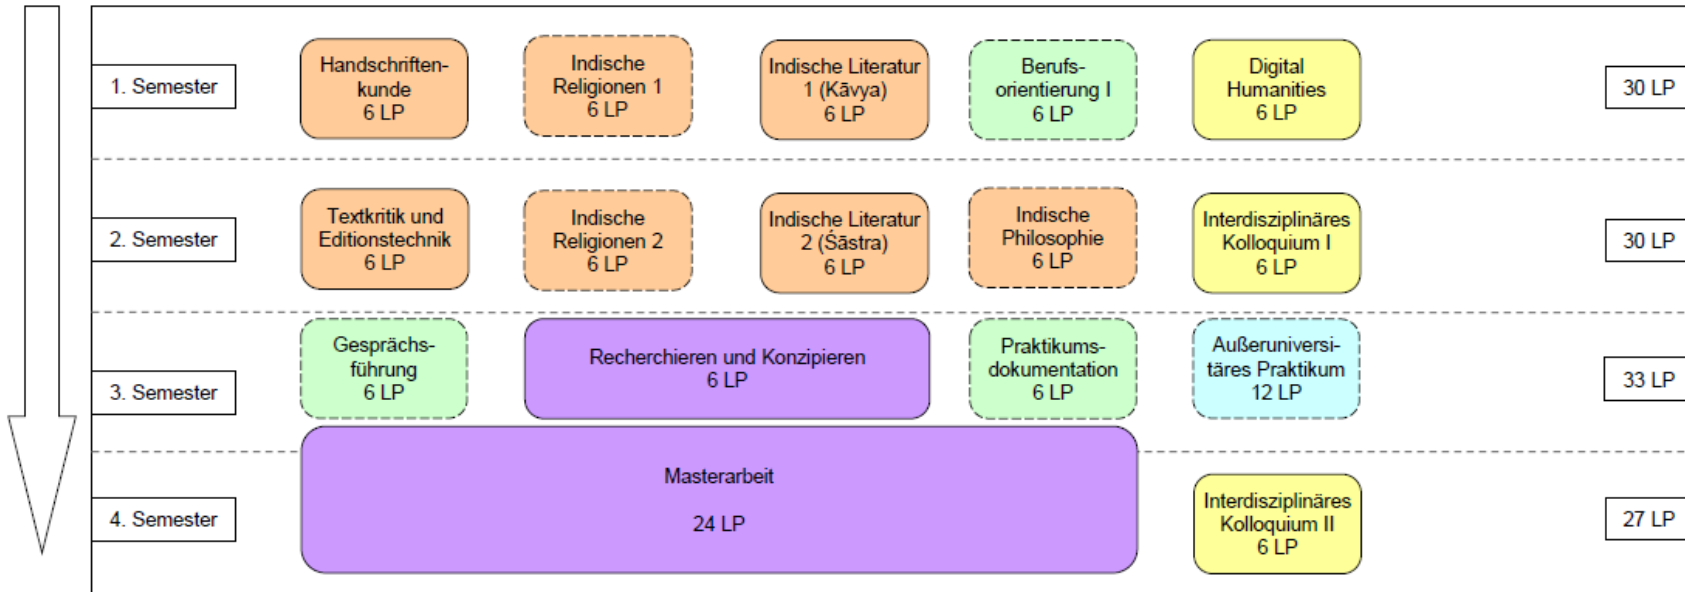 1. Semester
Handschriften-
kunde
6 LP
Indische
Religionen 1
6 LP
Indische Literatur
1 (Kāvya)
6 LP
Berufs-
orientierung I
6 LP
Digital
Humanities
6 LP
30 LP
2. Semester
Textkritik und
Editionstechnik
6 LP
Indische
Religionen 2
6 LP
Indische Literatur
2 (Śāstra)
6 LP
Indische
Philosophie
6 LP
Interdisziplinäres
Kolloquium I
6 LP
30 LP
3. Semester
Gesprächs-
führung
6 LP
Recherchieren und Konzipieren
6 LP
Praktikums-
dokumentation
6 LP
Außeruniversi-
täres Praktikum
12 LP
33 LP
4. Semester
Masterarbeit
24 LP
Interdisziplinäres
Kolloquium II
6 LP
27 LP